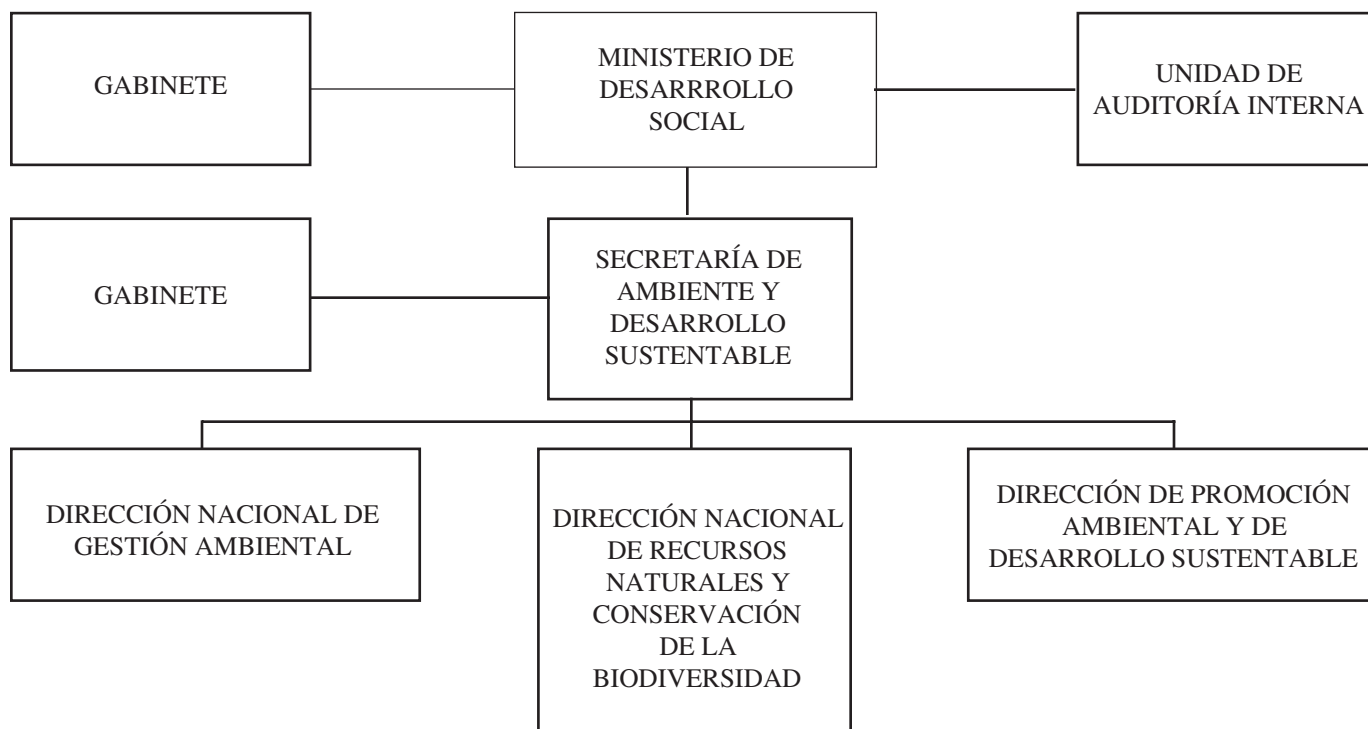 GABINETE
MINISTERIO DE
DESARRROLLO
SOCIAL
UNIDAD DE
AUDITORÍA INTERNA
GABINETE
SECRETARÍA DE
AMBIENTE Y
DESARROLLO
SUSTENTABLE
DIRECCIÓN NACIONAL DE
GESTIÓN AMBIENTAL
DIRECCIÓN NACIONAL
DE RECURSOS
NATURALES Y
CONSERVACIÓN
DE LA
BIODIVERSIDAD
DIRECCIÓN DE PROMOCIÓN
AMBIENTAL Y DE
DESARROLLO SUSTENTABLE